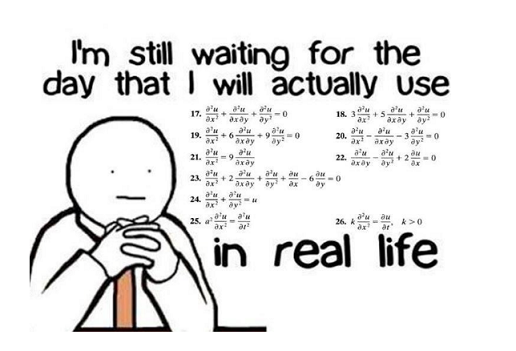 I'm still waiting for the
day that I will actually use
17. ∂²u/∂x² + ∂²u/∂x∂y + ∂²u/∂y² = 0
18. 3 ∂²u/∂x² + 5 ∂²u/∂x∂y + ∂²u/∂y² = 0
19. ∂²u/∂x² + 6 ∂²u/∂x∂y + 9 ∂²u/∂y² = 0
20. ∂²u/∂x² − ∂²u/∂x∂y − 3 ∂²u/∂y² = 0
21. ∂²u/∂x² = 9 ∂²u/∂x∂y
22. ∂²u/∂x∂y − ∂²u/∂y² + 2 ∂u/∂x = 0
23. ∂²u/∂x² + 2 ∂²u/∂x∂y + ∂²u/∂y² + ∂u/∂x − 6 ∂u/∂y = 0
24. ∂²u/∂x² + ∂²u/∂y² = u
25. a² ∂²u/∂x² = ∂²u/∂t²
26. k ∂²u/∂x² = ∂u/∂t, k > 0
in real life